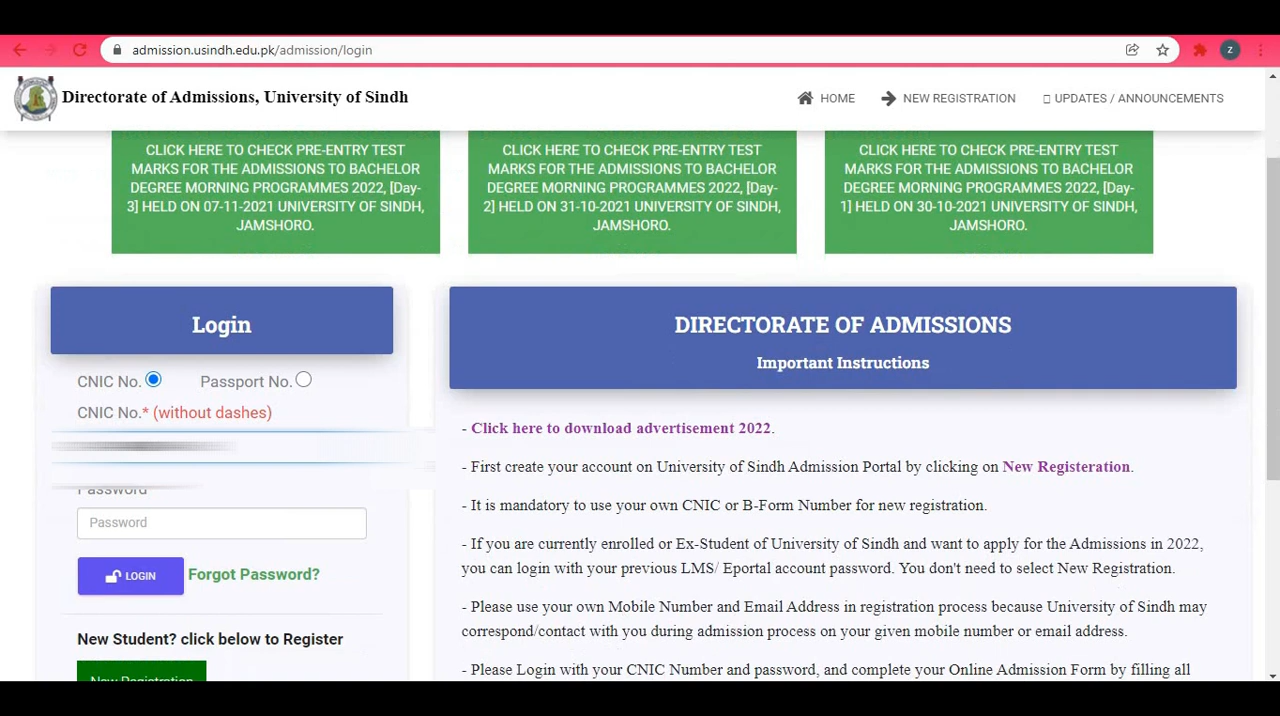 admission.usindh.edu.pk/admission/login
Z
Directorate of Admissions, University of Sindh
HOME
NEW REGISTRATION
UPDATES / ANNOUNCEMENTS
CLICK HERE TO CHECK PRE-ENTRY TEST
MARKS FOR THE ADMISSIONS TO BACHELOR
DEGREE MORNING PROGRAMMES 2022, [Day-
3] HELD ON 07-11-2021 UNIVERSITY OF SINDH,
JAMSHORO.
CLICK HERE TO CHECK PRE-ENTRY TEST
MARKS FOR THE ADMISSIONS TO BACHELOR
DEGREE MORNING PROGRAMMES 2022, [Day-
2] HELD ON 31-10-2021 UNIVERSITY OF SINDH,
JAMSHORO.
CLICK HERE TO CHECK PRE-ENTRY TEST
MARKS FOR THE ADMISSIONS TO BACHELOR
DEGREE MORNING PROGRAMMES 2022, [Day-
1] HELD ON 30-10-2021 UNIVERSITY OF SINDH,
JAMSHORO.
Login
CNIC No.
Passport No.
CNIC No.* (without dashes)
Password
Password
LOGIN
Forgot Password?
New Student? click below to Register
New Registration
DIRECTORATE OF ADMISSIONS
Important Instructions
- Click here to download advertisement 2022.
- First create your account on University of Sindh Admission Portal by clicking on New Registeration.
- It is mandatory to use your own CNIC or B-Form Number for new registration.
- If you are currently enrolled or Ex-Student of University of Sindh and want to apply for the Admissions in 2022,
you can login with your previous LMS/ Eportal account password. You don't need to select New Registration.
- Please use your own Mobile Number and Email Address in registration process because University of Sindh may
correspond/contact with you during admission process on your given mobile number or email address.
- Please Login with your CNIC Number and password, and complete your Online Admission Form by filling all